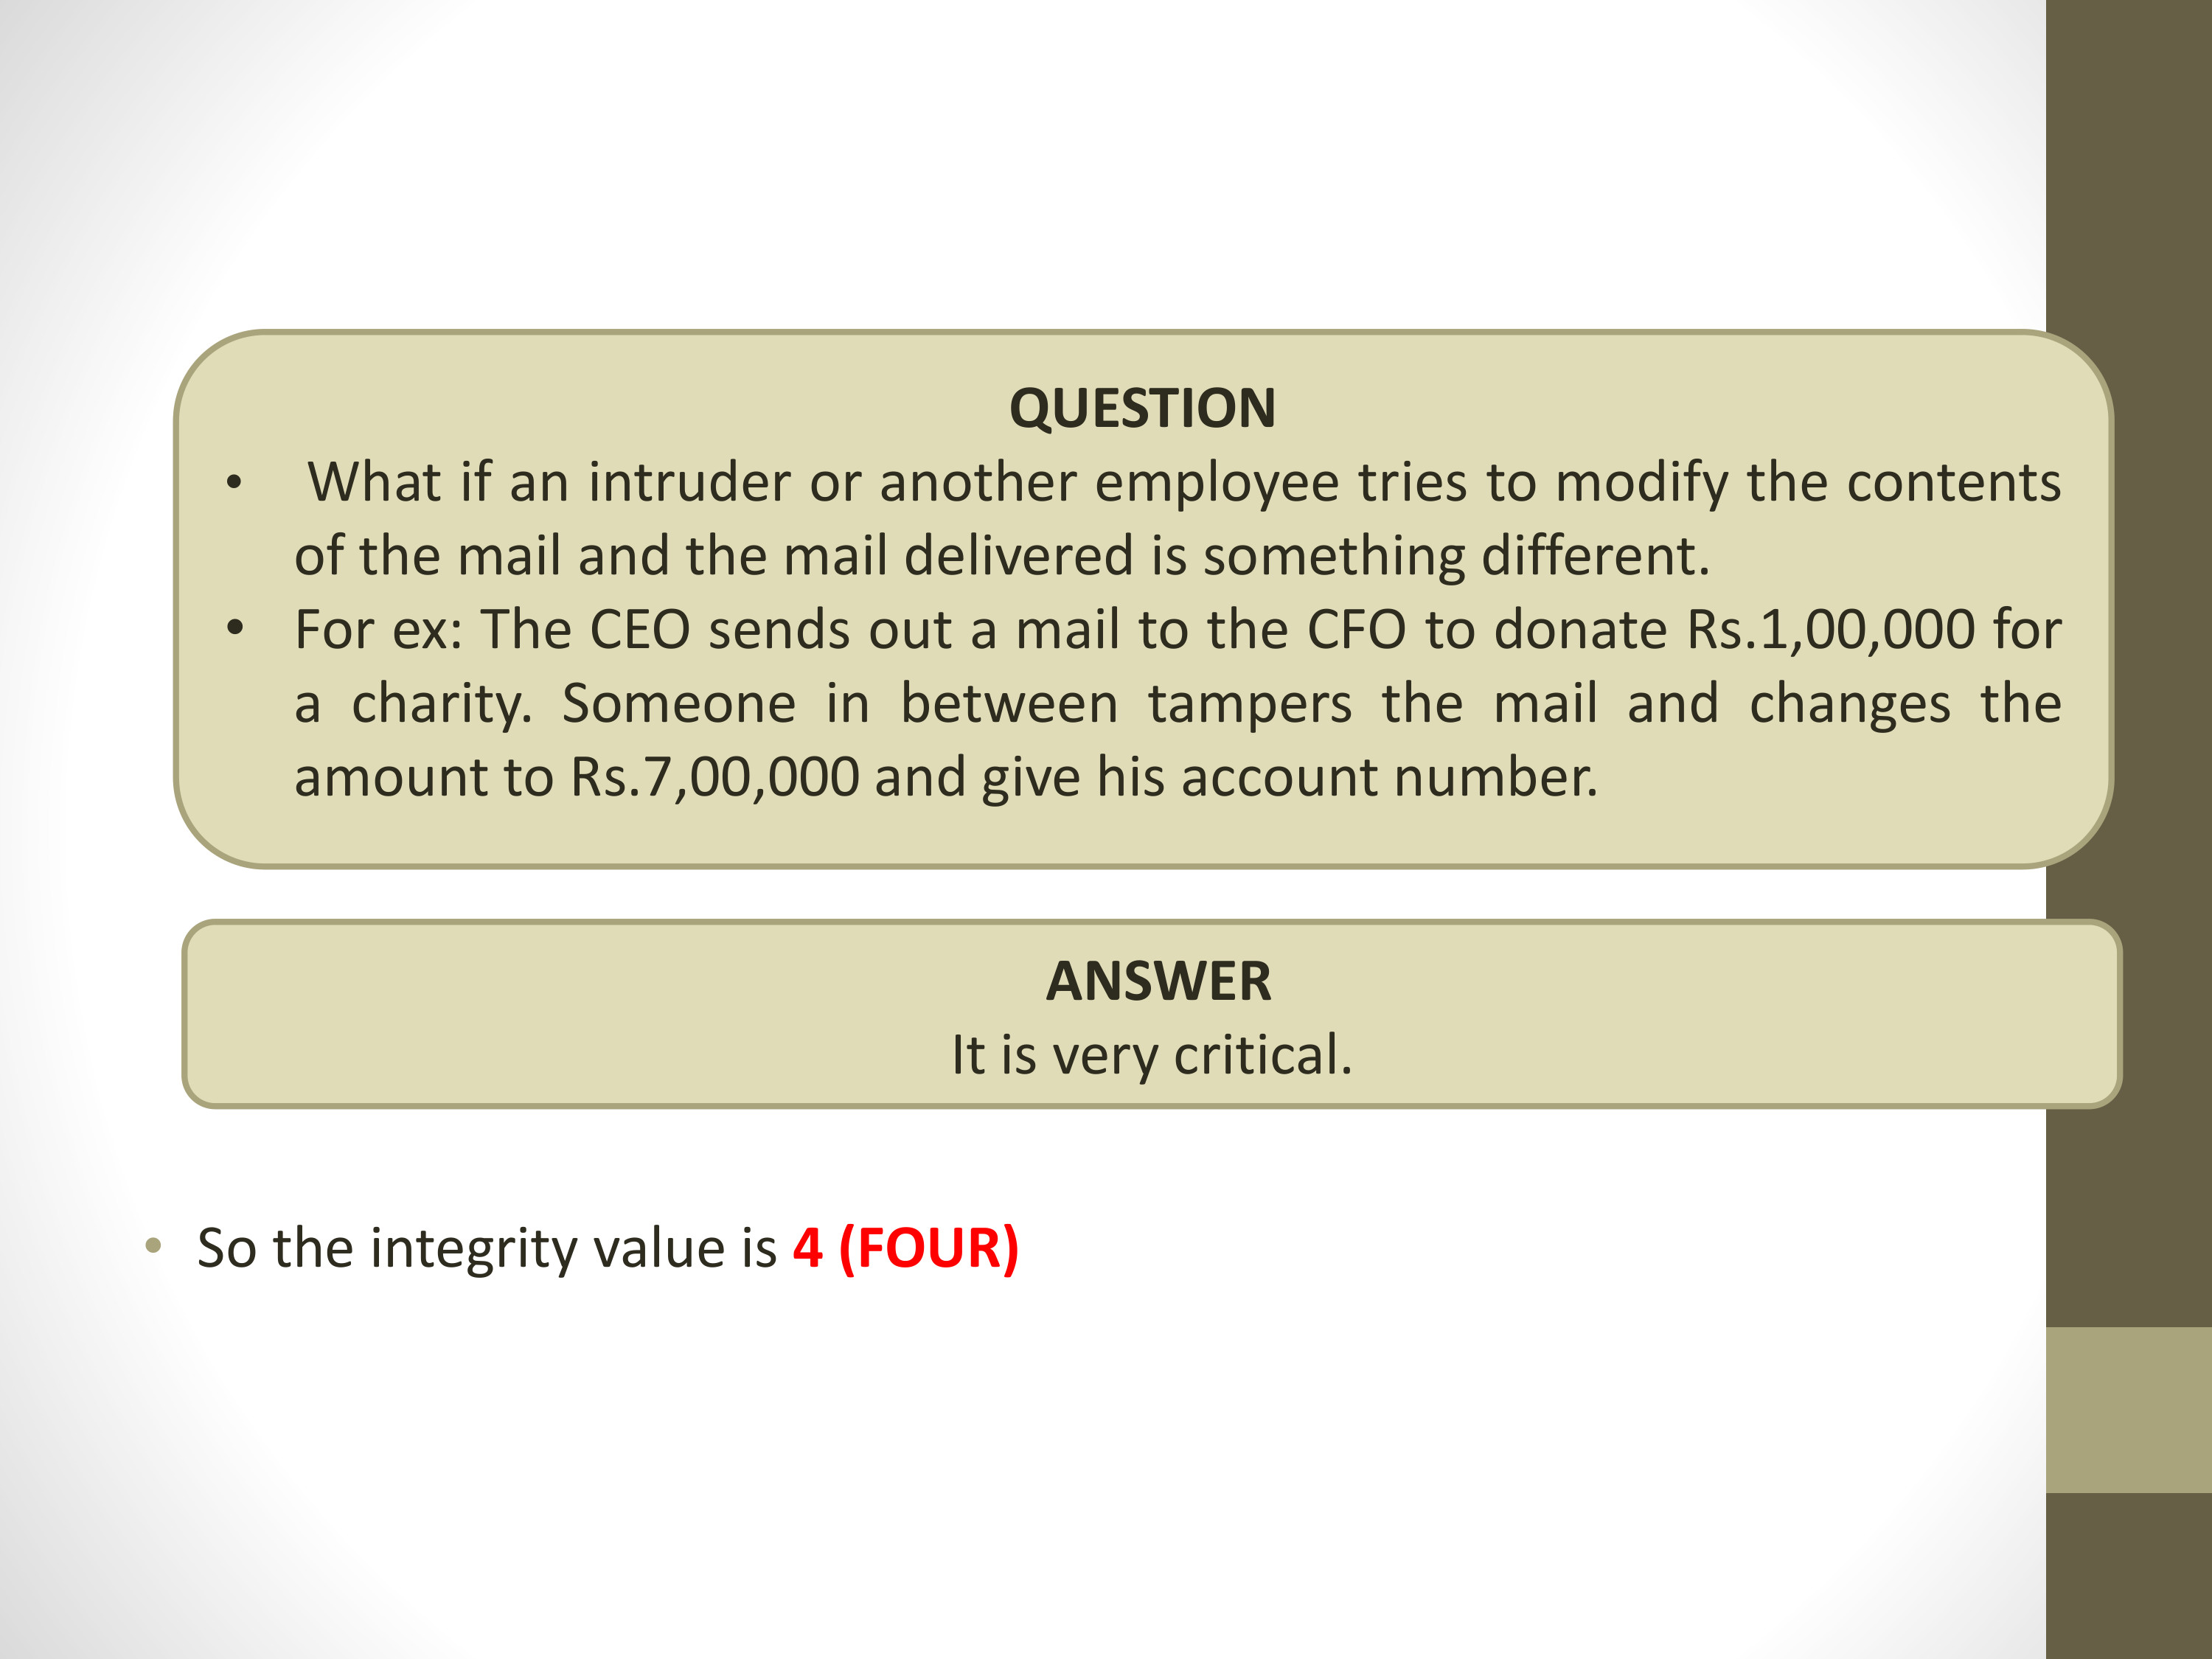 QUESTION
• What if an intruder or another employee tries to modify the contents
of the mail and the mail delivered is something different.
• For ex: The CEO sends out a mail to the CFO to donate Rs.1,00,000 for
a charity. Someone in between tampers the mail and changes the
amount to Rs.7,00,000 and give his account number.
ANSWER
It is very critical.
• So the integrity value is 4 (FOUR)